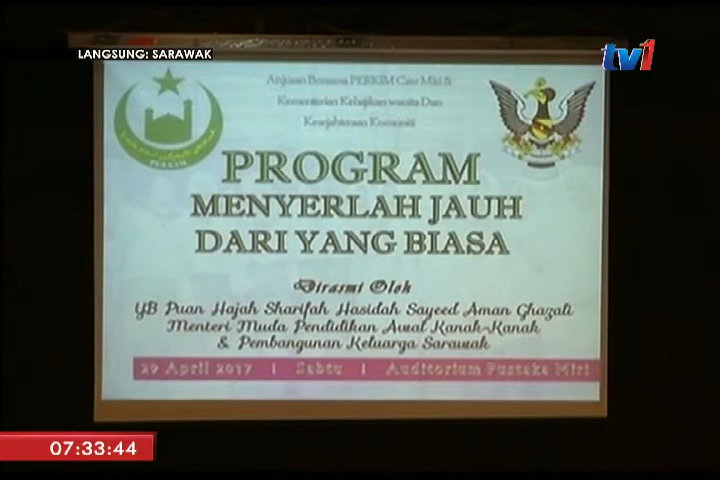 LANGSUNG: SARAWAK
tv1
Anjuran Bersama PERKIM Caw Miri &
Kementerian Kebajikan wanita Dan
Kesejahteraan Komuniti
PERKIM
PROGRAM
MENYERLAH JAUH
DARI YANG BIASA
Dirasmi Oleh
YB Puan Hajah Sharifah Hasidah Sayeed Aman Ghazali
Menteri Muda Pendidikan Awal Kanak-Kanak
& Pembangunan Keluarga Sarawak
29 April 2017 | Sabtu | Auditorium Pustaka Miri
07:33:44